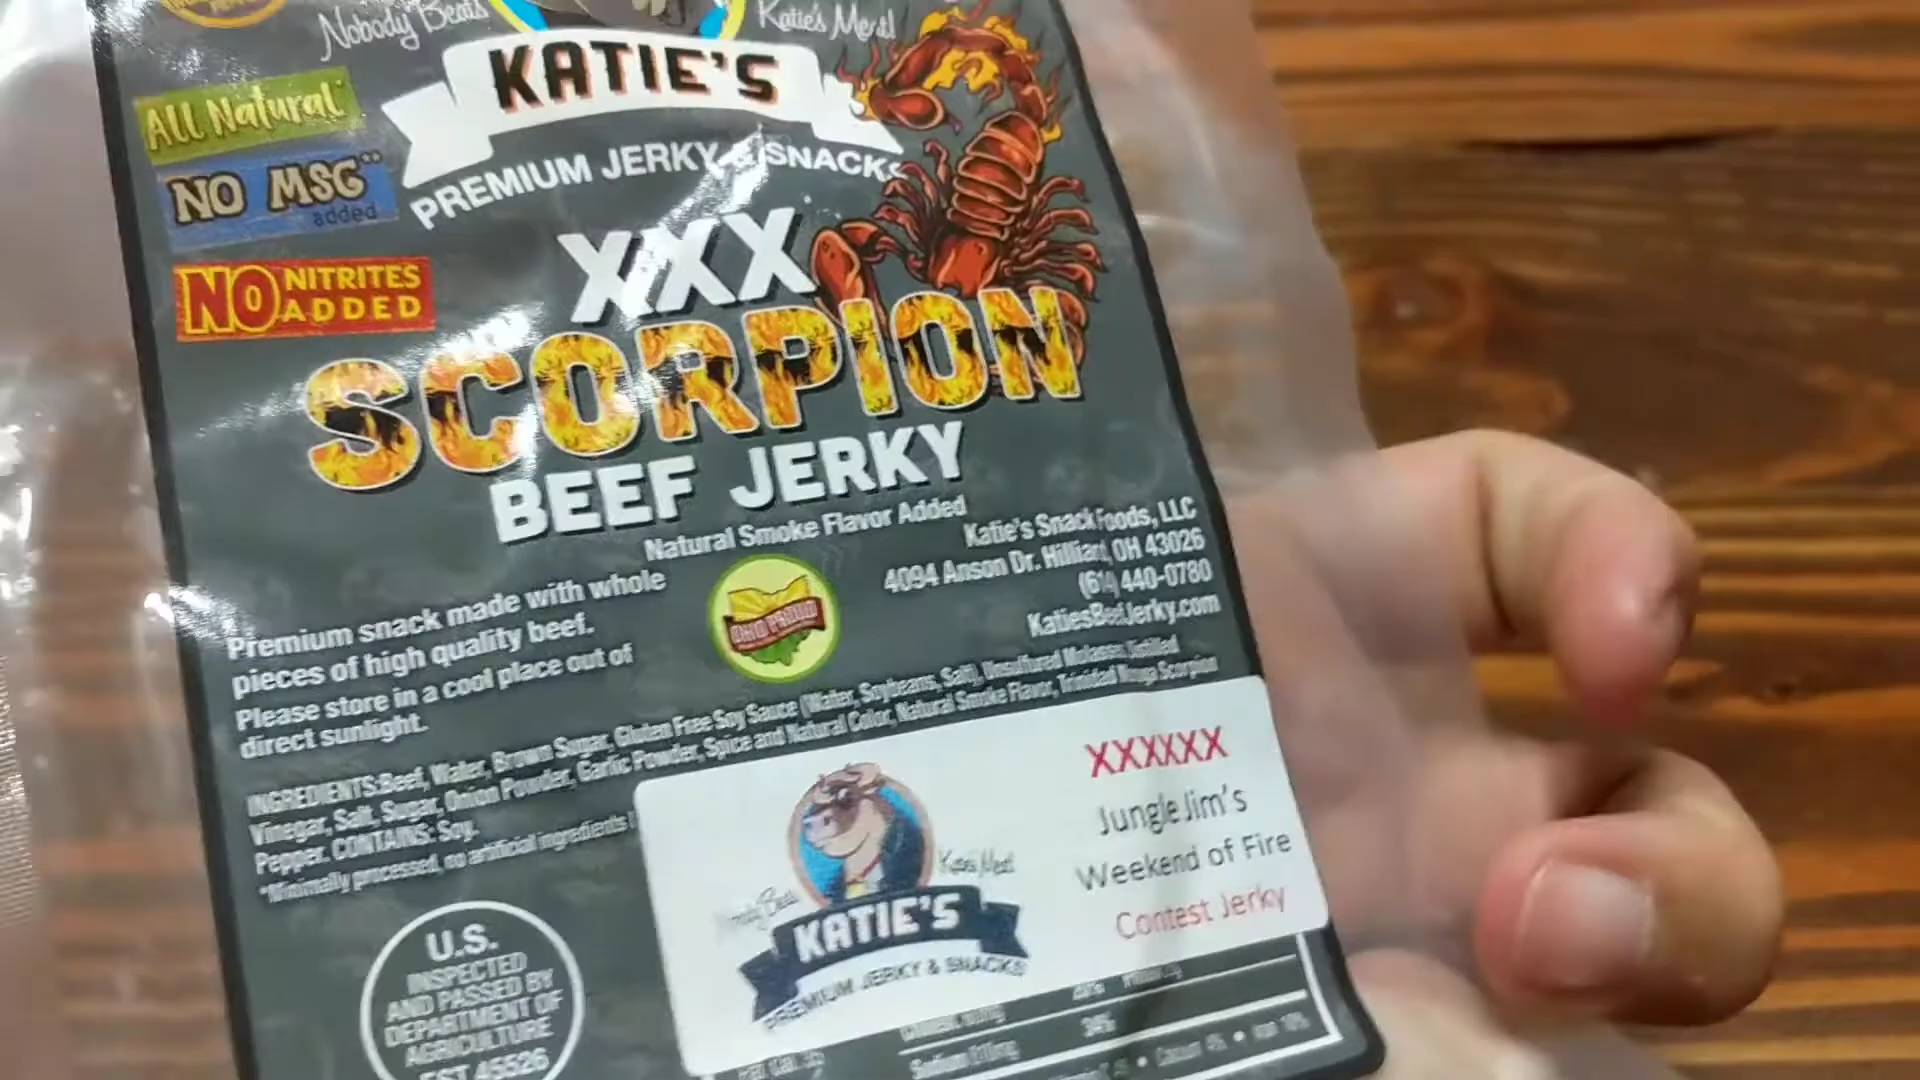 Nobody Beats
Katie's Meat!
KATIE'S
PREMIUM JERKY & SNACKS
ALL Natural*
NO MSG**
added
NO NITRITES
ADDED
XXX
SCORPION
BEEF JERKY
Natural Smoke Flavor Added
Katie's Snack Foods, LLC
4094 Anson Dr. Hilliard, OH 43026
(614) 440-0780
KatiesBeefJerky.com
Premium snack made with whole
pieces of high quality beef.
Please store in a cool place out of
direct sunlight.
OHIO PROUD
INGREDIENTS: Beef, Water, Brown Sugar, Gluten Free Soy Sauce (Water, Soybeans, Salt), Unsulfured Molasses, Distilled
Vinegar, Salt, Sugar, Onion Powder, Garlic Powder, Spice and Natural Color, Natural Smoke Flavor, Trinidad Moruga Scorpion
Pepper. CONTAINS: Soy.
*Minimally processed, no artificial ingredients
XXXXXX
Jungle Jim's
Weekend of Fire
Contest Jerky
Nobody Beats
Katie's Meat!
KATIE'S
PREMIUM JERKY & SNACKS
U.S.
INSPECTED
AND PASSED BY
DEPARTMENT OF
AGRICULTURE
EST. 45526
34%